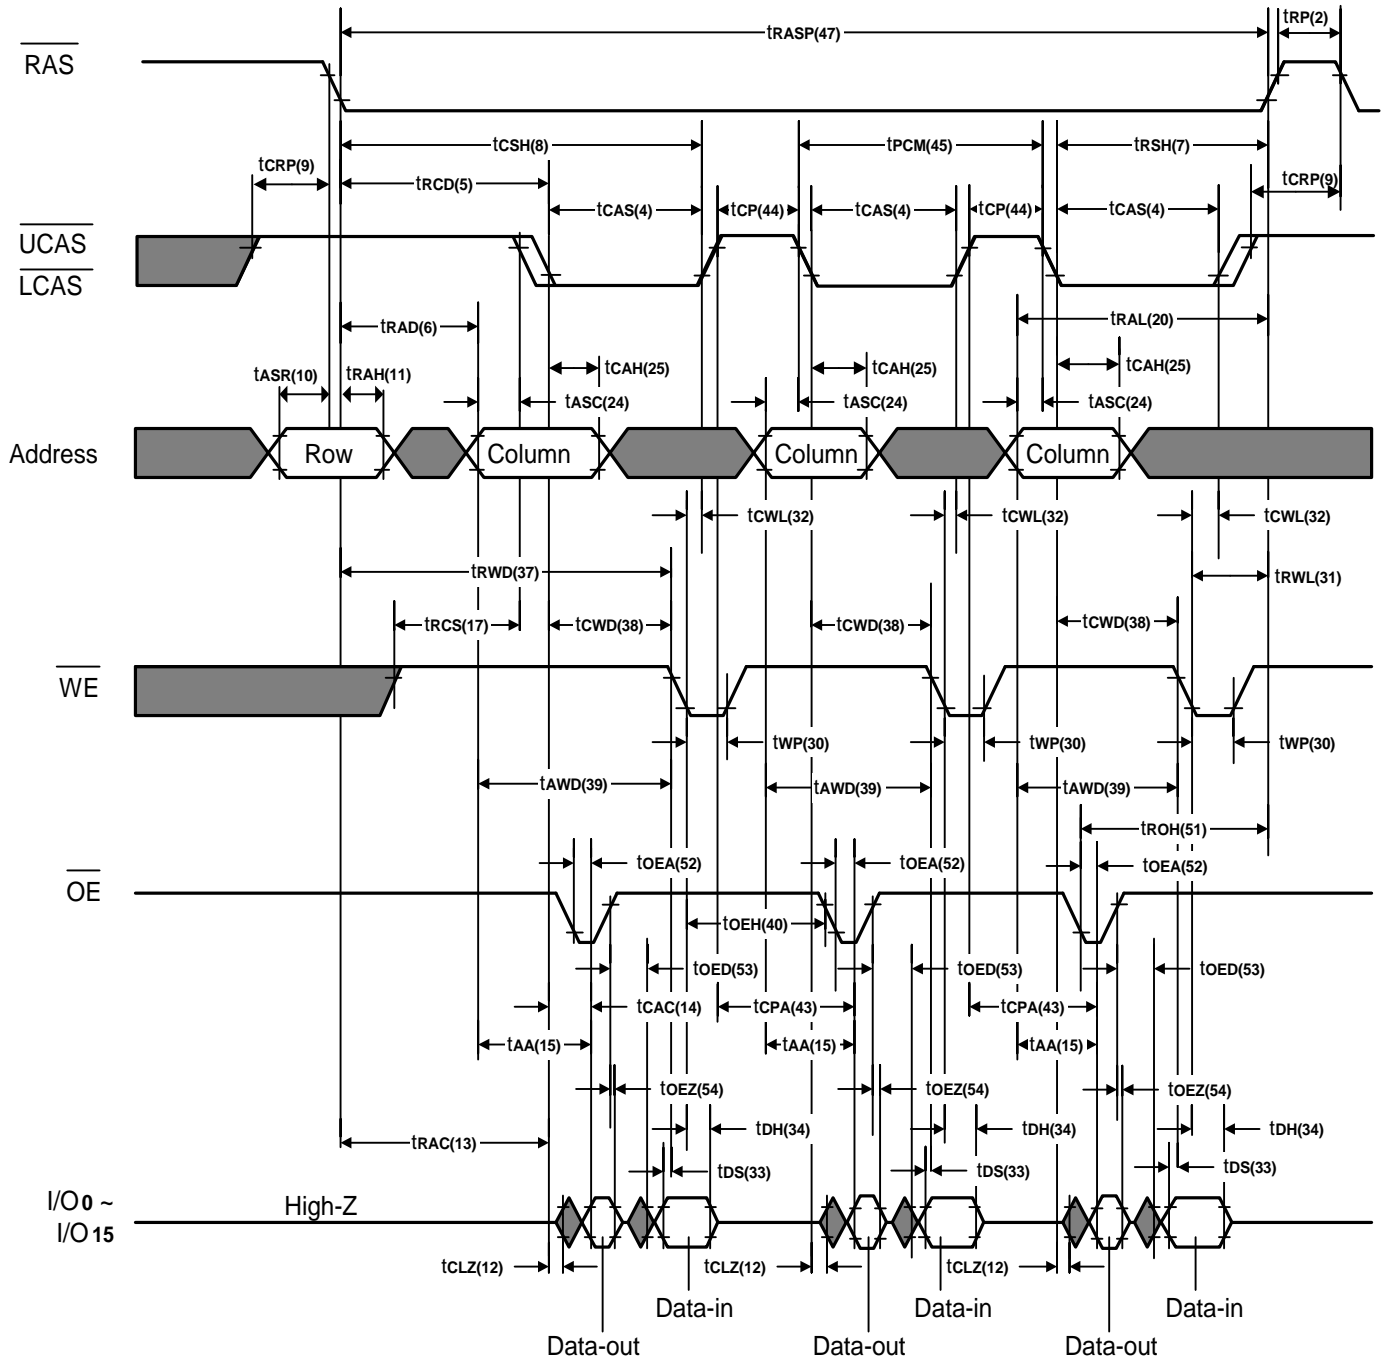 tRASP(47) tRP(2)
RAS
tCSH(8) tPCM(45) tRSH(7)
tCRP(9) tRCD(5) tCRP(9)
tCAS(4) tCP(44) tCAS(4) tCP(44) tCAS(4)
UCAS
LCAS
tRAD(6) tRAL(20)
tASR(10) tRAH(11) tCAH(25) tCAH(25) tCAH(25)
tASC(24) tASC(24) tASC(24)
Address Row Column Column Column
tCWL(32) tCWL(32) tCWL(32)
tRWD(37) tRWL(31)
tRCS(17) tCWD(38) tCWD(38) tCWD(38)
WE
tWP(30) tWP(30) tWP(30)
tAWD(39) tAWD(39) tAWD(39)
tROH(51)
tOEA(52) tOEA(52) tOEA(52)
OE
tOEH(40)
tOED(53) tOED(53) tOED(53)
tCAC(14) tCPA(43) tCPA(43)
tAA(15) tAA(15) tAA(15)
tOEZ(54) tOEZ(54) tOEZ(54)
tRAC(13) tDH(34) tDH(34) tDH(34)
tDS(33) tDS(33) tDS(33)
I/O0 ~
I/O15
High-Z
tCLZ(12) tCLZ(12) tCLZ(12)
Data-in Data-in Data-in
Data-out Data-out Data-out